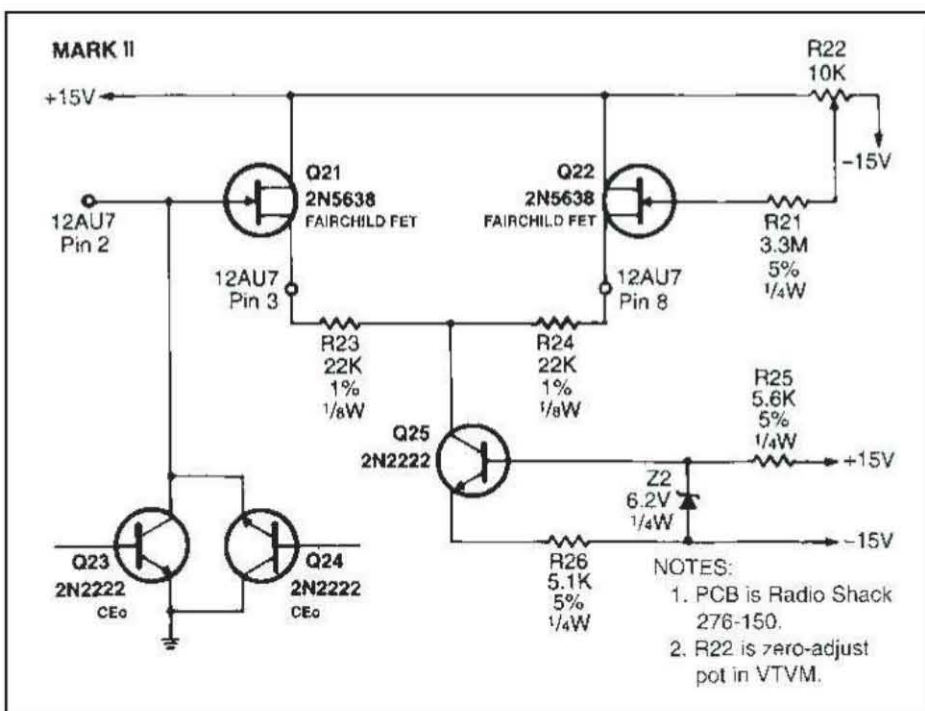 MARK II
R22
10K
+15V
-15V
Q21
2N5638
FAIRCHILD FET
Q22
2N5638
FAIRCHILD FET
12AU7
Pin 2
R21
3.3M
5%
1/4W
12AU7
Pin 3
12AU7
Pin 8
R23
22K
1%
1/8W
R24
22K
1%
1/8W
R25
5.6K
5%
1/4W
Q25
2N2222
+15V
Z2
6.2V
1/4W
-15V
Q23
2N2222
CEo
Q24
2N2222
CEo
R26
5.1K
5%
1/4W
NOTES:
1. PCB is Radio Shack
276-150.
2. R22 is zero-adjust
pot in VTVM.